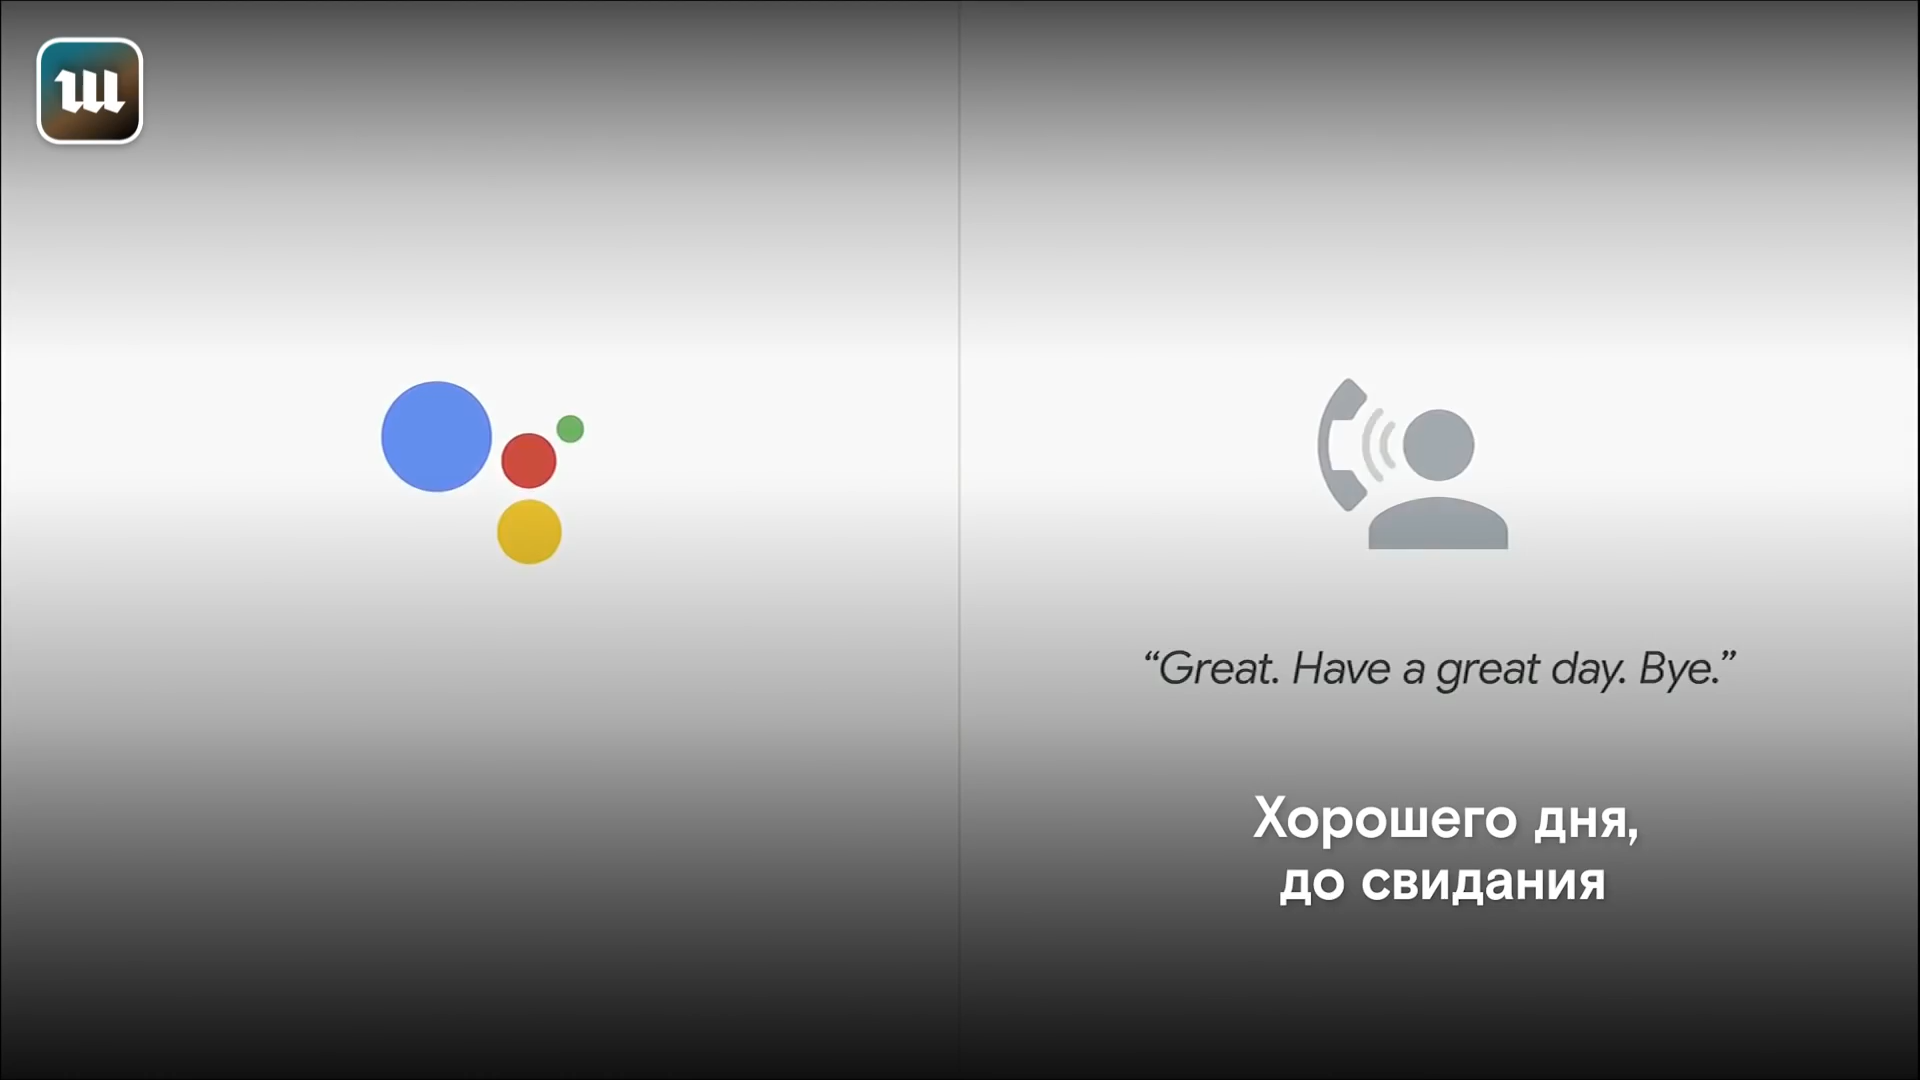 ш
“Great. Have a great day. Bye.”
Хорошего дня,
до свидания